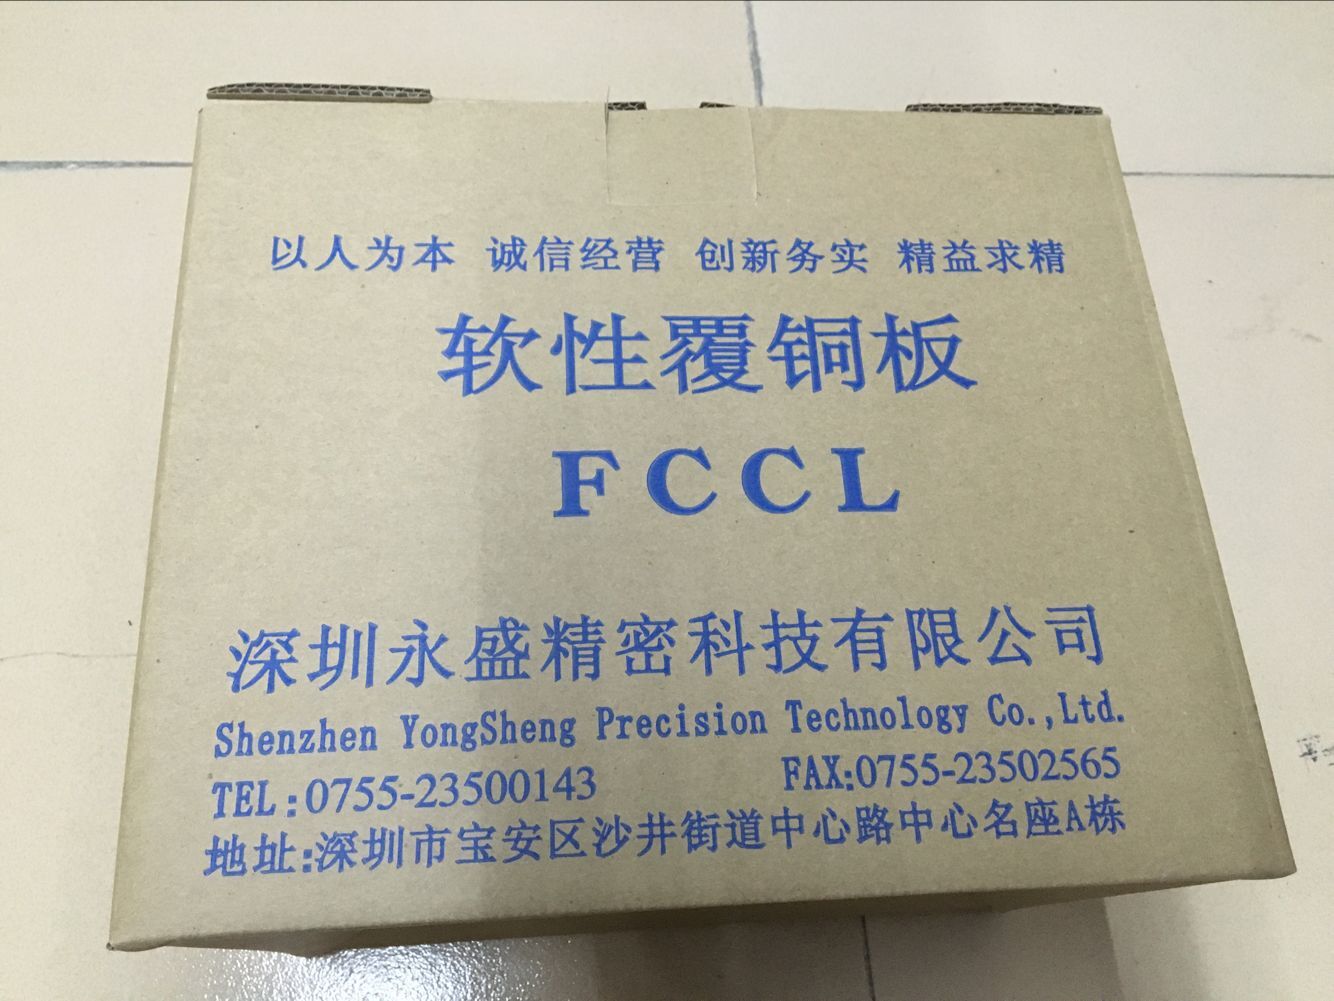 以人为本 诚信经营 创新务实 精益求精
软性覆铜板
FCCL
深圳永盛精密科技有限公司
Shenzhen YongSheng Precision Technology Co.,Ltd.
TEL:0755-23500143 FAX:0755-23502565
地址:深圳市宝安区沙井街道中心路中心名座A栋